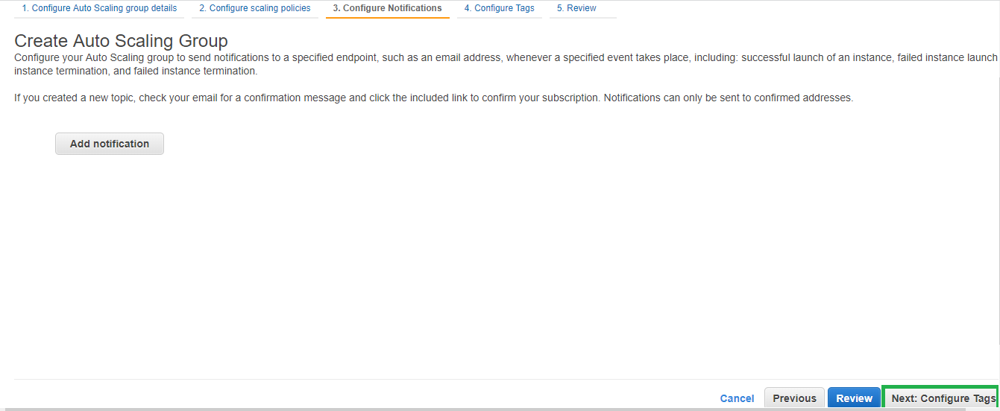 1. Configure Auto Scaling group details 2. Configure scaling policies 3. Configure Notifications 4. Configure Tags 5. Review
Create Auto Scaling Group
Configure your Auto Scaling group to send notifications to a specified endpoint, such as an email address, whenever a specified event takes place, including: successful launch of an instance, failed instance launch
instance termination, and failed instance termination.
If you created a new topic, check your email for a confirmation message and click the included link to confirm your subscription. Notifications can only be sent to confirmed addresses.
Add notification
Cancel Previous Review Next: Configure Tags